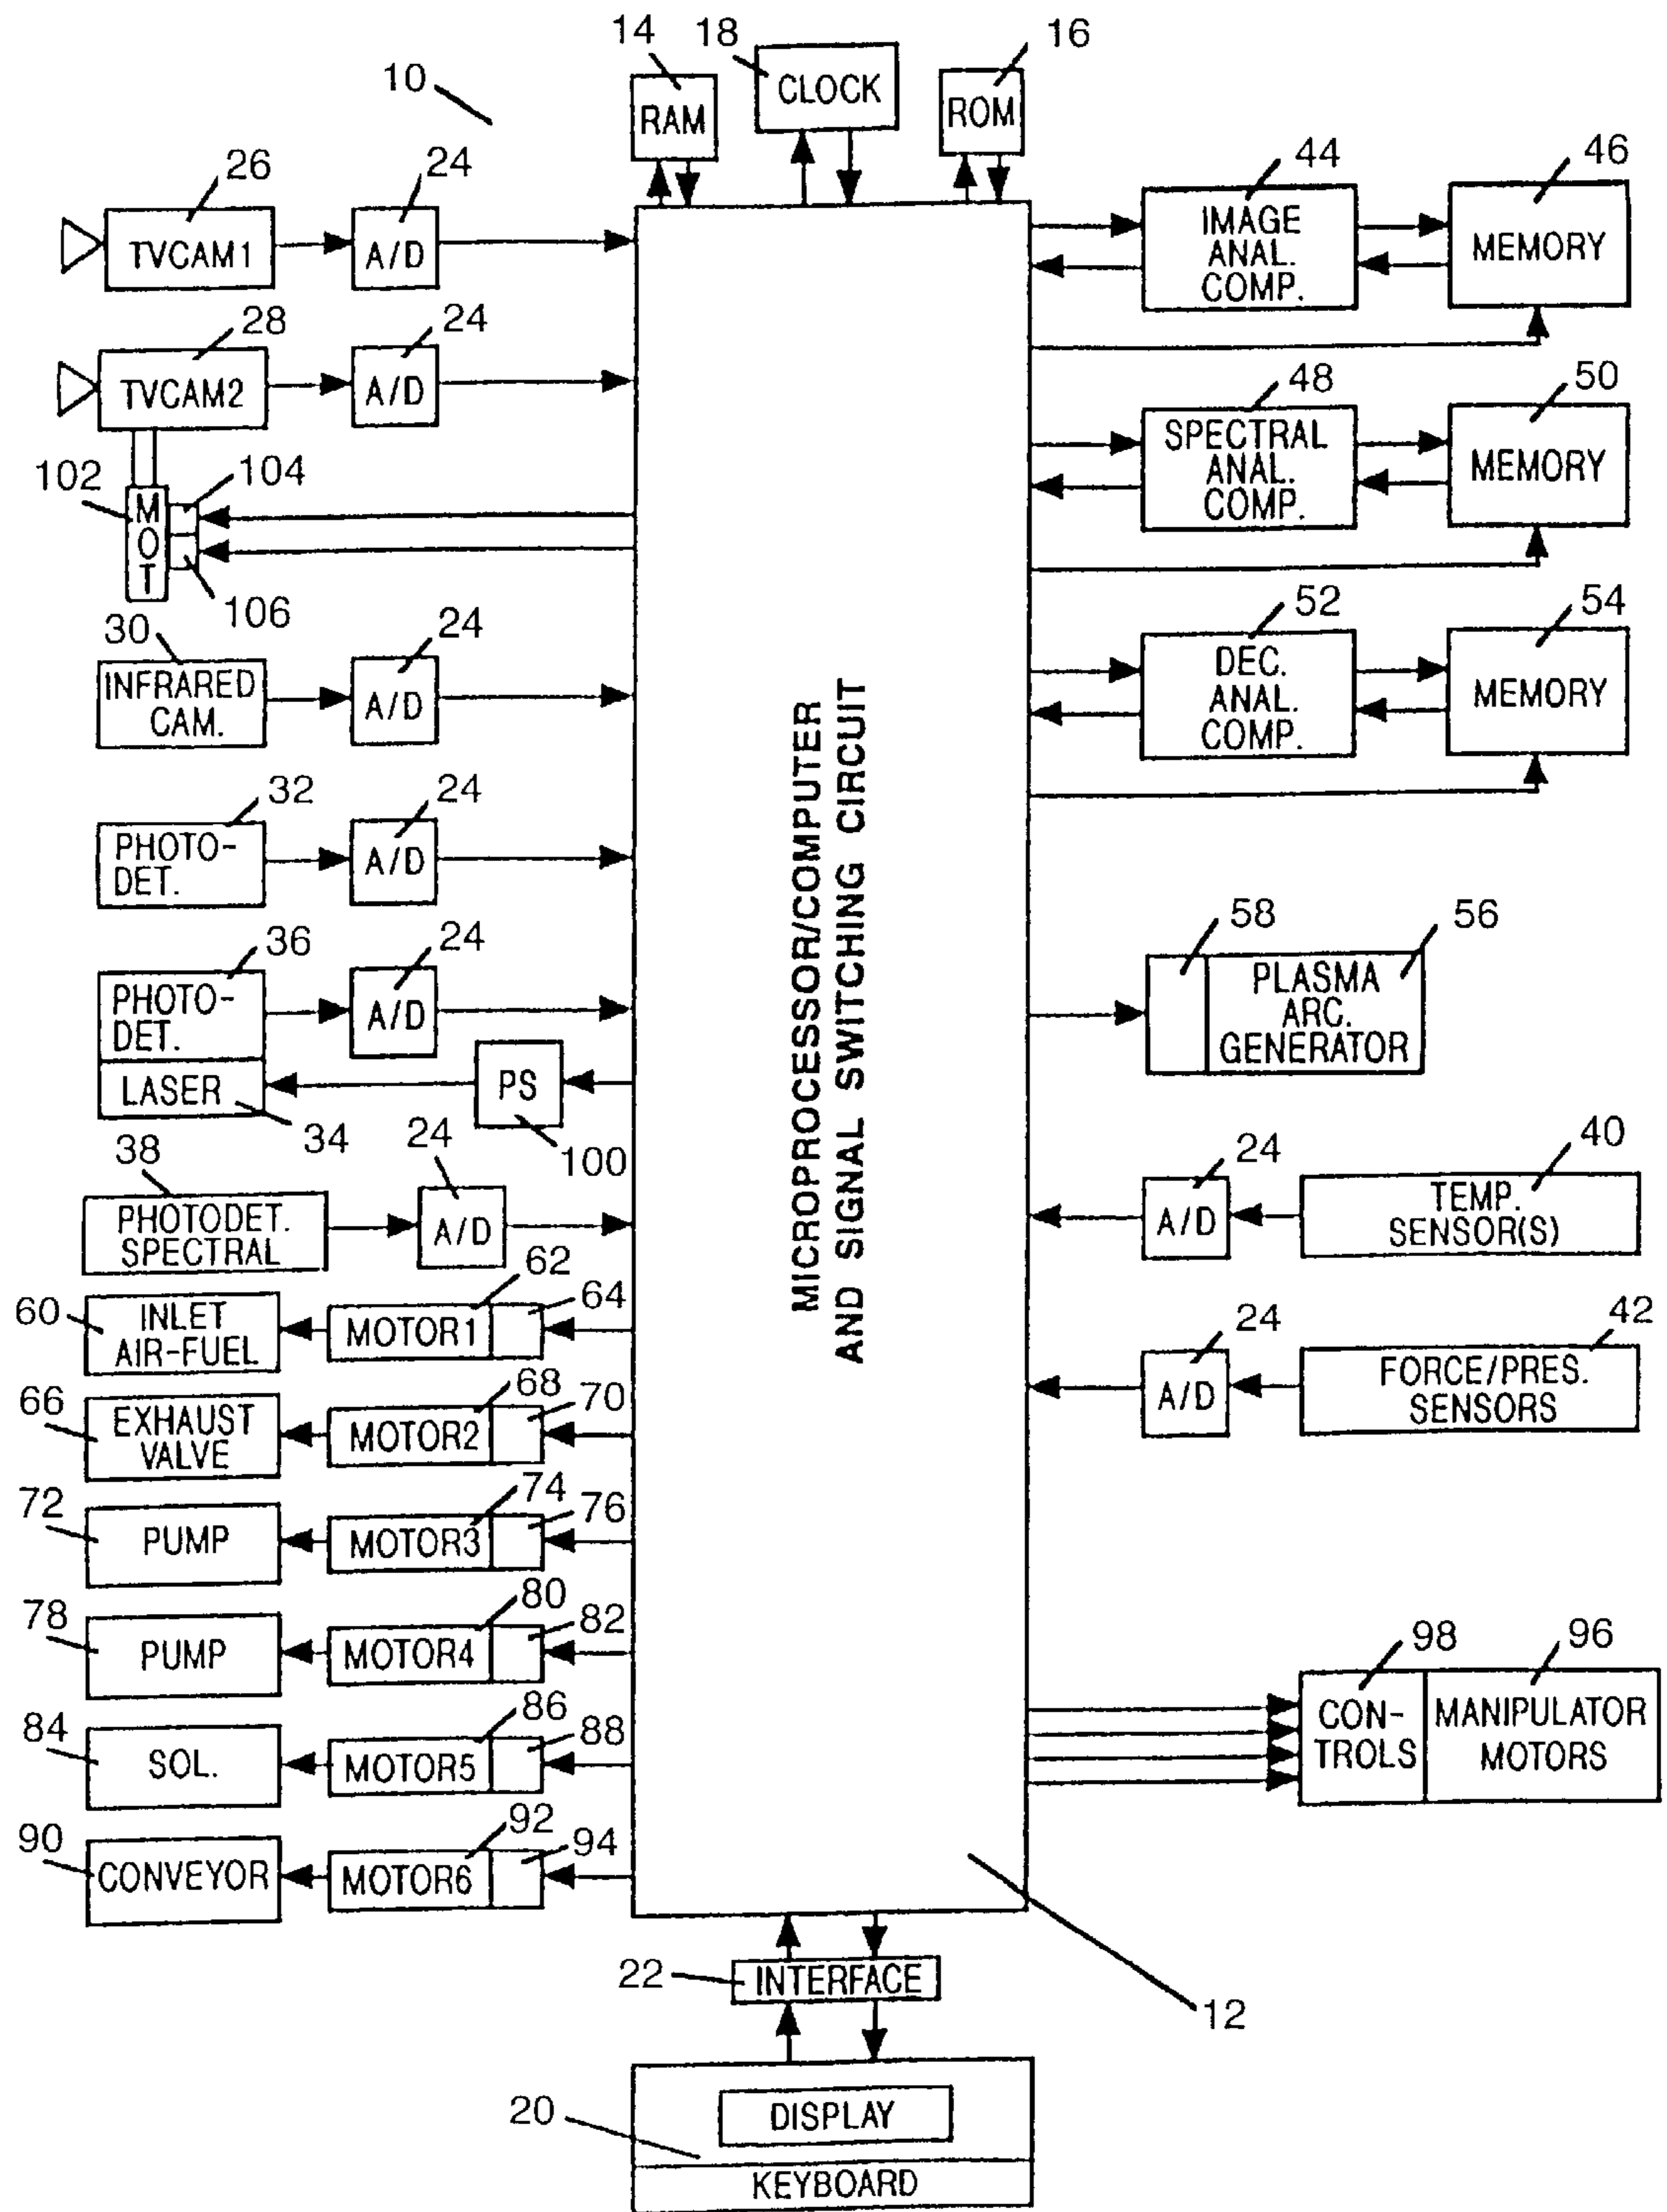 14
18
16
10
RAM
CLOCK
ROM
26
24
TVCAM1
A/D
28
24
TVCAM2
A/D
102
104
MOT
106
30
24
INFRARED
CAM.
A/D
32
24
PHOTO-
DET.
A/D
36
24
PHOTO-
DET.
A/D
LASER
PS
34
100
38
24
PHOTODET.
SPECTRAL
A/D
60
INLET
AIR-FUEL
MOTOR1
62
64
66
EXHAUST
VALVE
MOTOR2
68
70
72
PUMP
MOTOR3
74
76
78
PUMP
MOTOR4
80
82
84
SOL.
MOTOR5
86
88
90
CONVEYOR
MOTOR6
92
94
MICROPROCESSOR/COMPUTER
AND SIGNAL SWITCHING CIRCUIT
44
46
IMAGE
ANAL.
COMP.
MEMORY
48
50
SPECTRAL
ANAL.
COMP.
MEMORY
52
54
DEC.
ANAL.
COMP.
MEMORY
58
56
PLASMA
ARC.
GENERATOR
24
40
A/D
TEMP.
SENSOR(S)
24
42
A/D
FORCE/PRES.
SENSORS
98
96
CON-
TROLS
MANIPULATOR
MOTORS
22
INTERFACE
12
20
DISPLAY
KEYBOARD